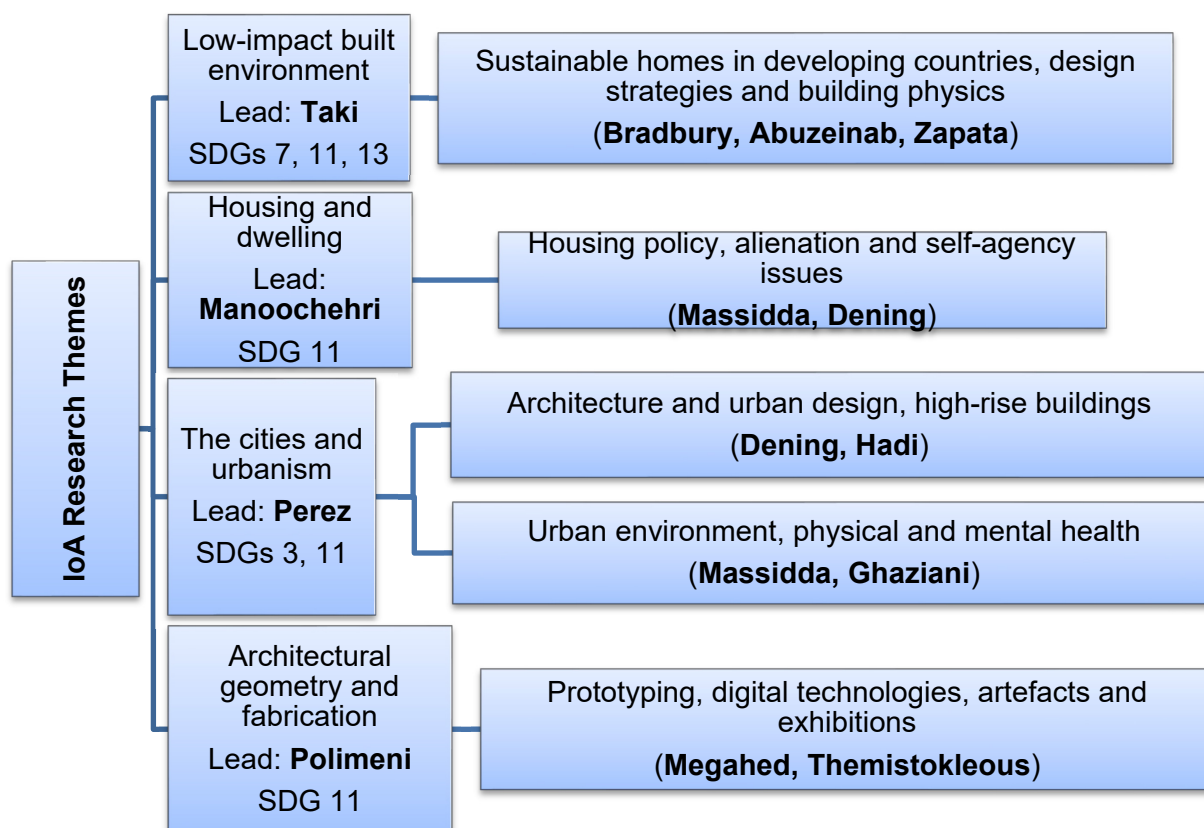 IoA Research Themes
Low-impact built
environment
Lead: Taki
SDGs 7, 11, 13
Sustainable homes in developing countries, design
strategies and building physics
(Bradbury, Abuzeinab, Zapata)
Housing and
dwelling
Lead:
Manoochehri
SDG 11
Housing policy, alienation and self-agency
issues
(Massidda, Dening)
The cities and
urbanism
Lead: Perez
SDGs 3, 11
Architecture and urban design, high-rise buildings
(Dening, Hadi)
Urban environment, physical and mental health
(Massidda, Ghaziani)
Architectural
geometry and
fabrication
Lead: Polimeni
SDG 11
Prototyping, digital technologies, artefacts and
exhibitions
(Megahed, Themistokleous)